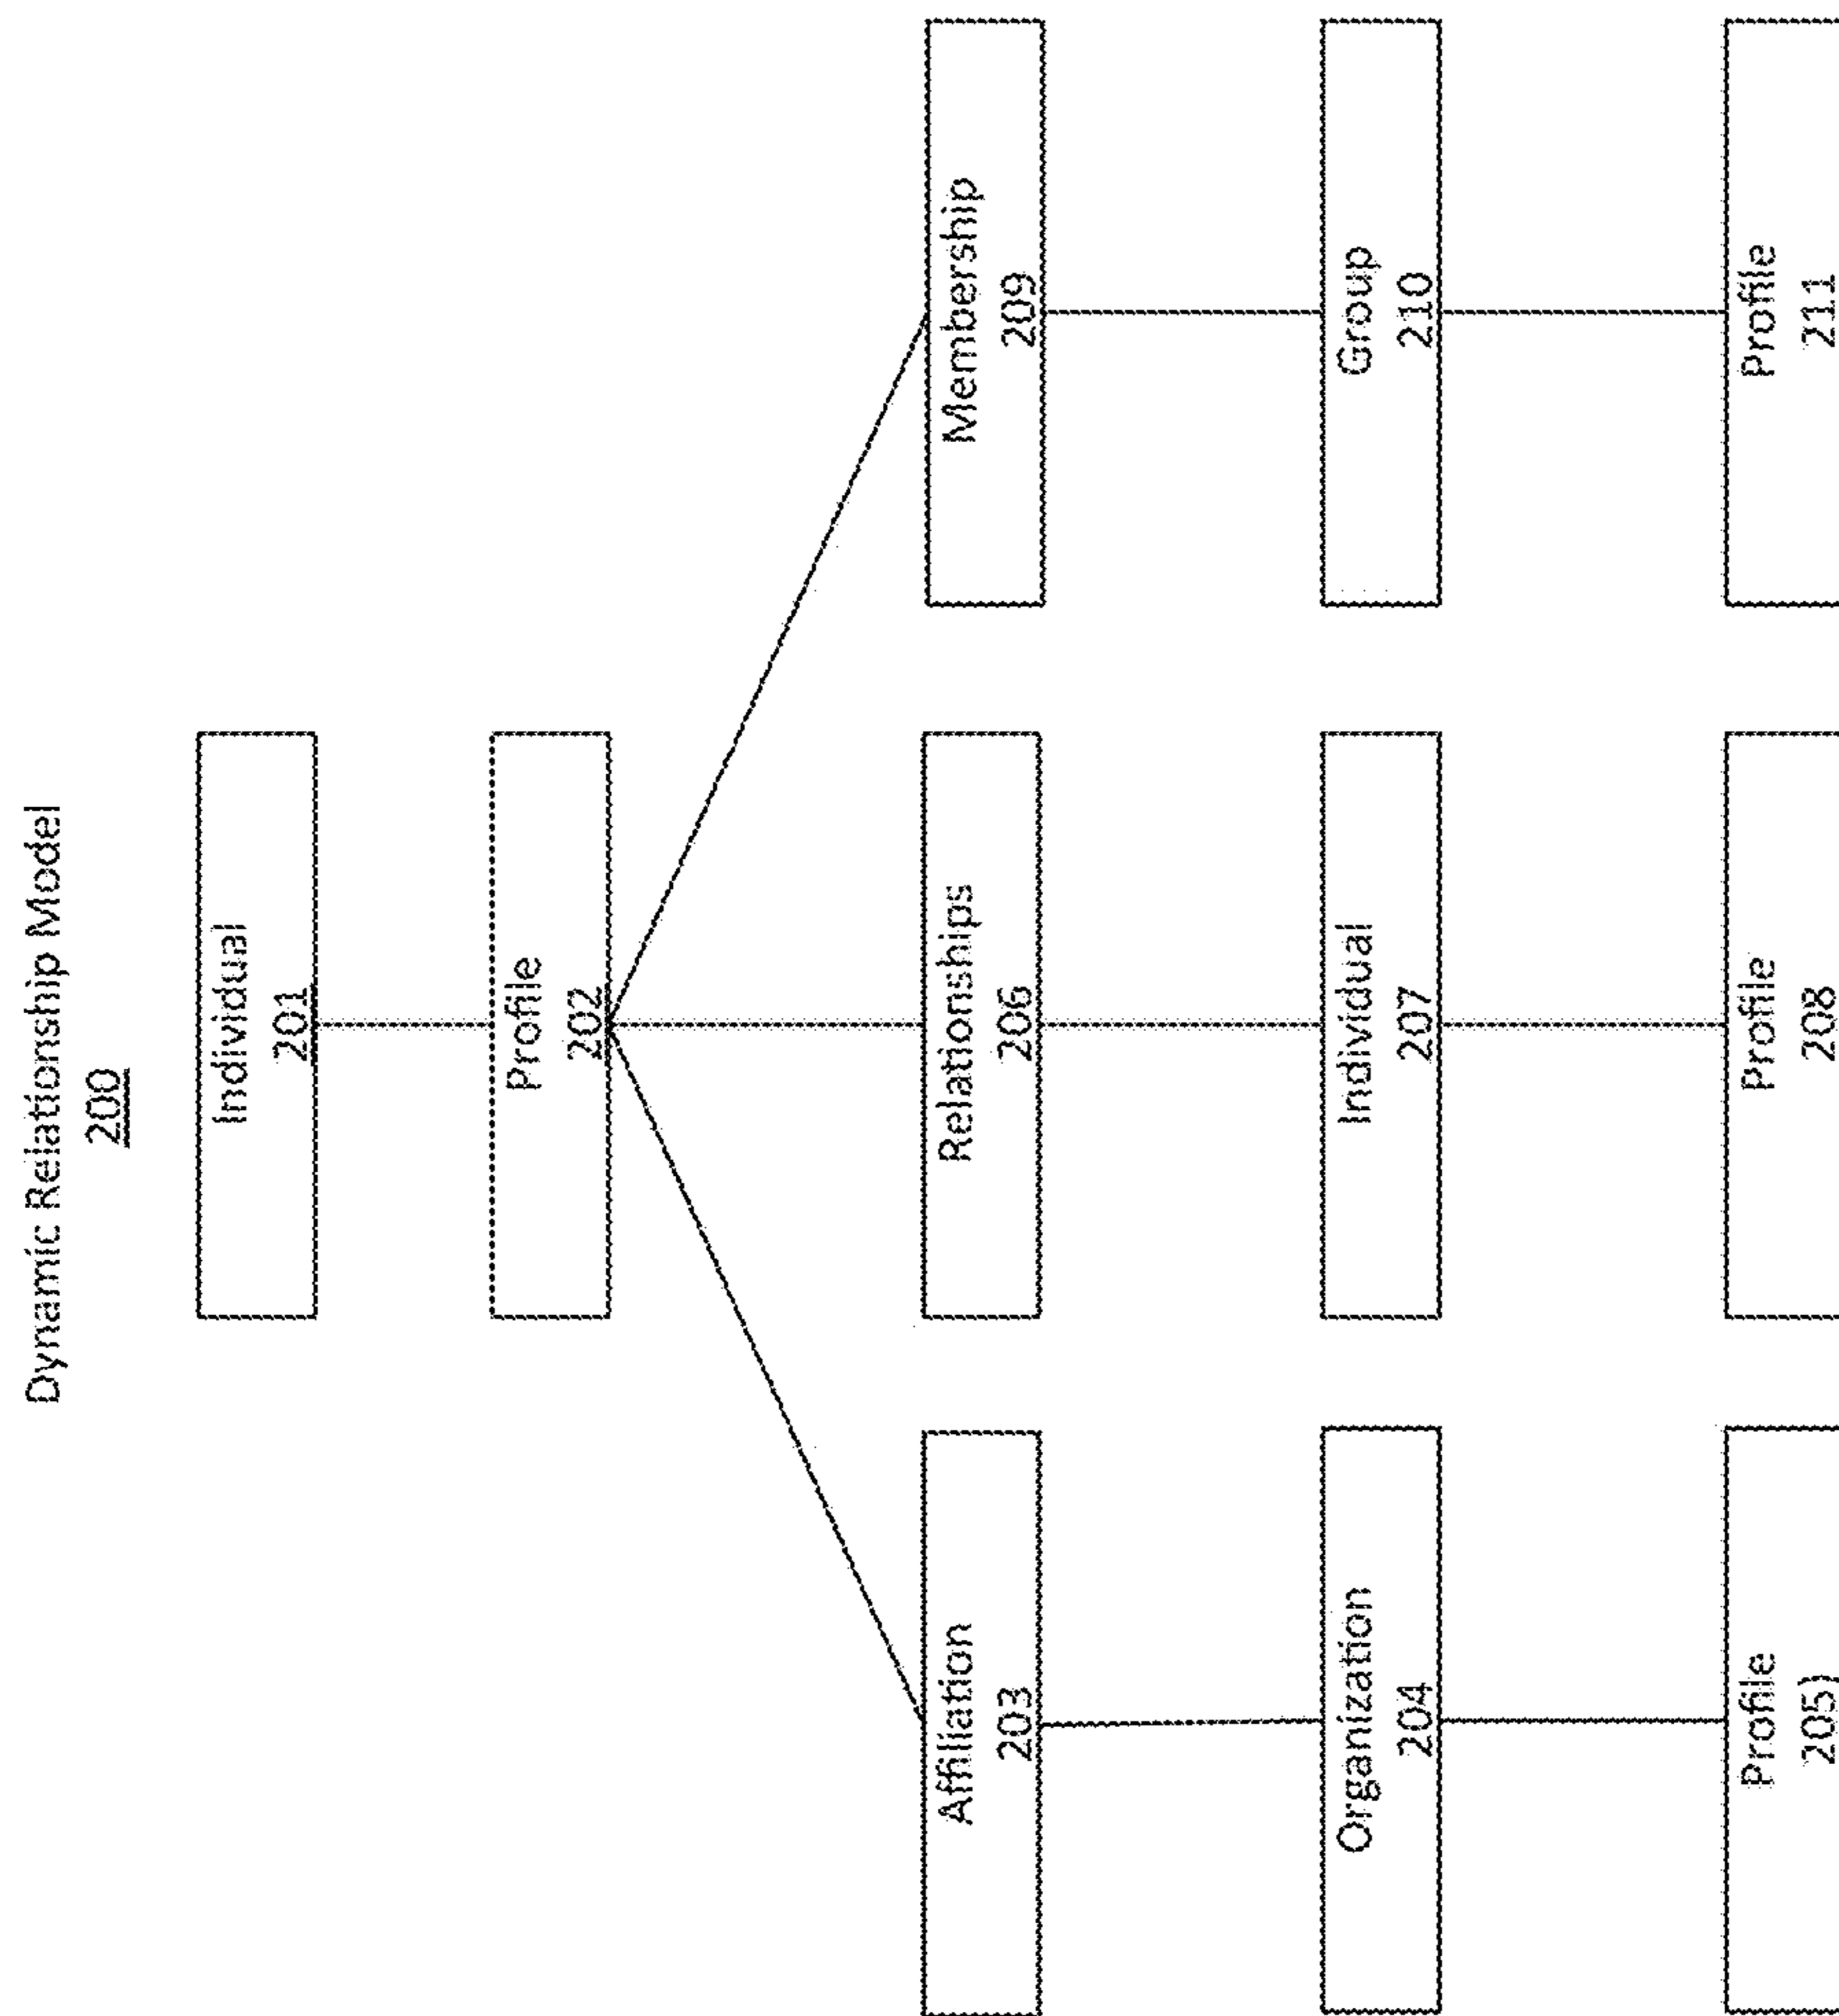 Dynamic Relationship Model
200
Individual
201
Profile
202
Affiliation
203
Relationships
206
Membership
209
Organization
204
Individual
207
Group
210
Profile
205)
Profile
208
Profile
211